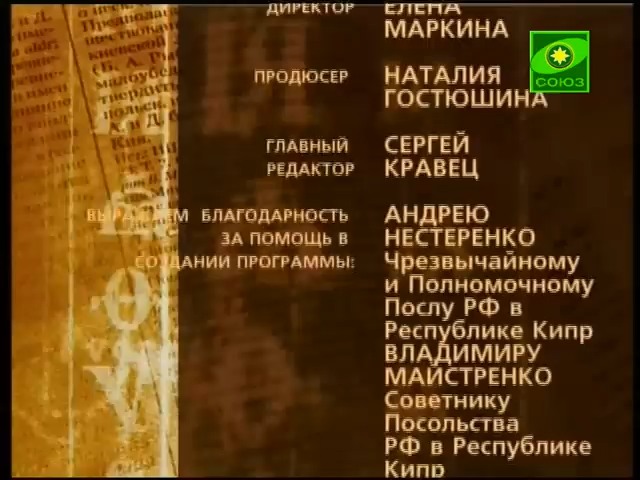 ДИРЕКТОР ЕЛЕНА
МАРКИНА
СОЮЗ
ПРОДЮСЕР НАТАЛИЯ
ГОСТЮШИНА
ГЛАВНЫЙ СЕРГЕЙ
РЕДАКТОР КРАВЕЦ
ВЫРАЖАЕМ БЛАГОДАРНОСТЬ АНДРЕЮ
ЗА ПОМОЩЬ В НЕСТЕРЕНКО
СОЗДАНИИ ПРОГРАММЫ: Чрезвычайному
и Полномочному
Послу РФ в
Республике Кипр
ВЛАДИМИРУ
МАЙСТРЕНКО
Советнику
Посольства
РФ в Республике
Кипр